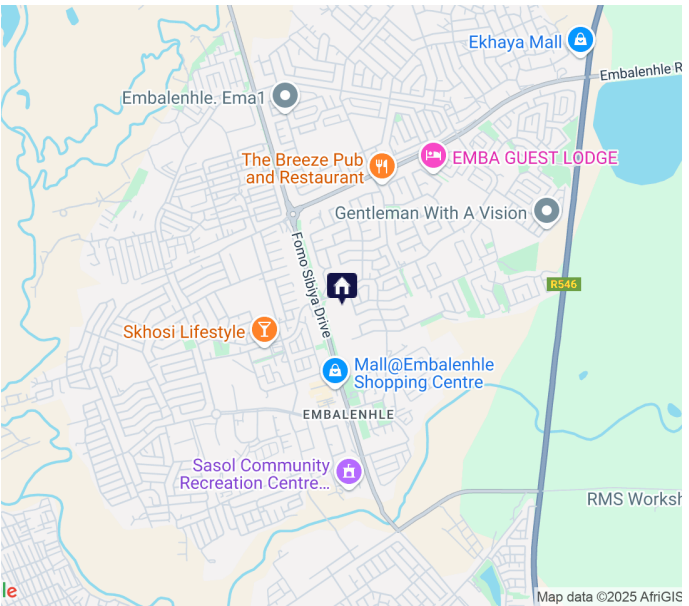 Ekhaya Mall
Embalenhle R
Embalenhle. Ema1
The Breeze Pub
and Restaurant
EMBA GUEST LODGE
Gentleman With A Vision
Fomo Sibiya Drive
R546
Skhosi Lifestyle
Mall@Embalenhle
Shopping Centre
EMBALENHLE
Sasol Community
Recreation Centre...
RMS Worksh
le
Map data ©2025 AfriGIS